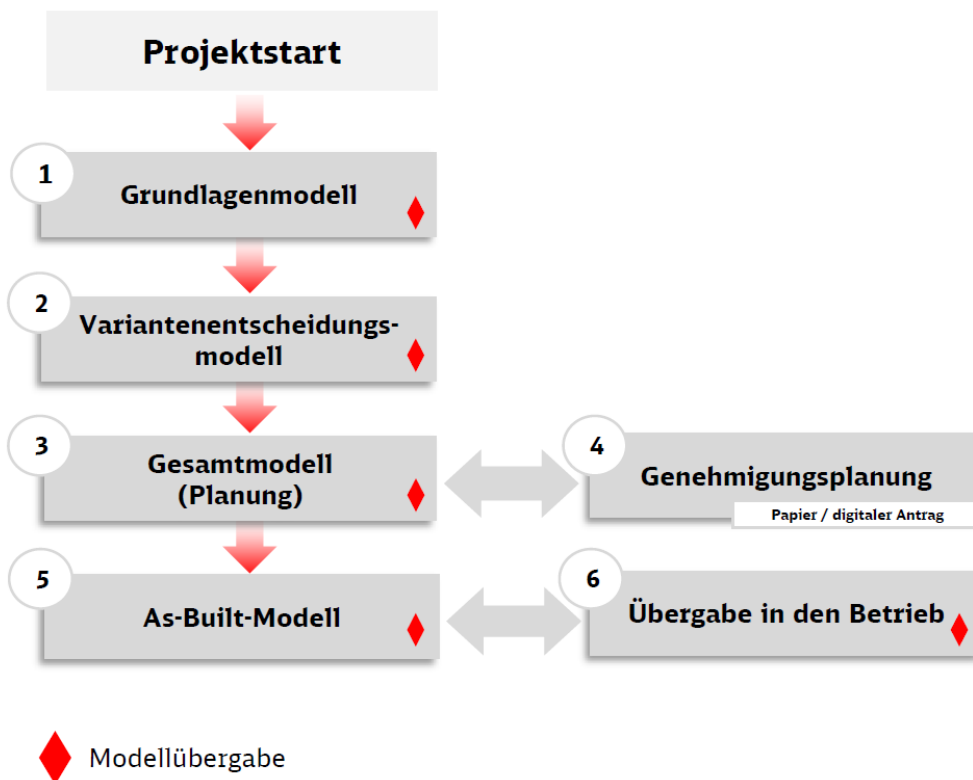 Projektstart
1
Grundlagenmodell
2
Variantenentscheidungs-
modell
3
Gesamtmodell
(Planung)
4
Genehmigungsplanung
Papier / digitaler Antrag
5
As-Built-Modell
6
Übergabe in den Betrieb
Modellübergabe